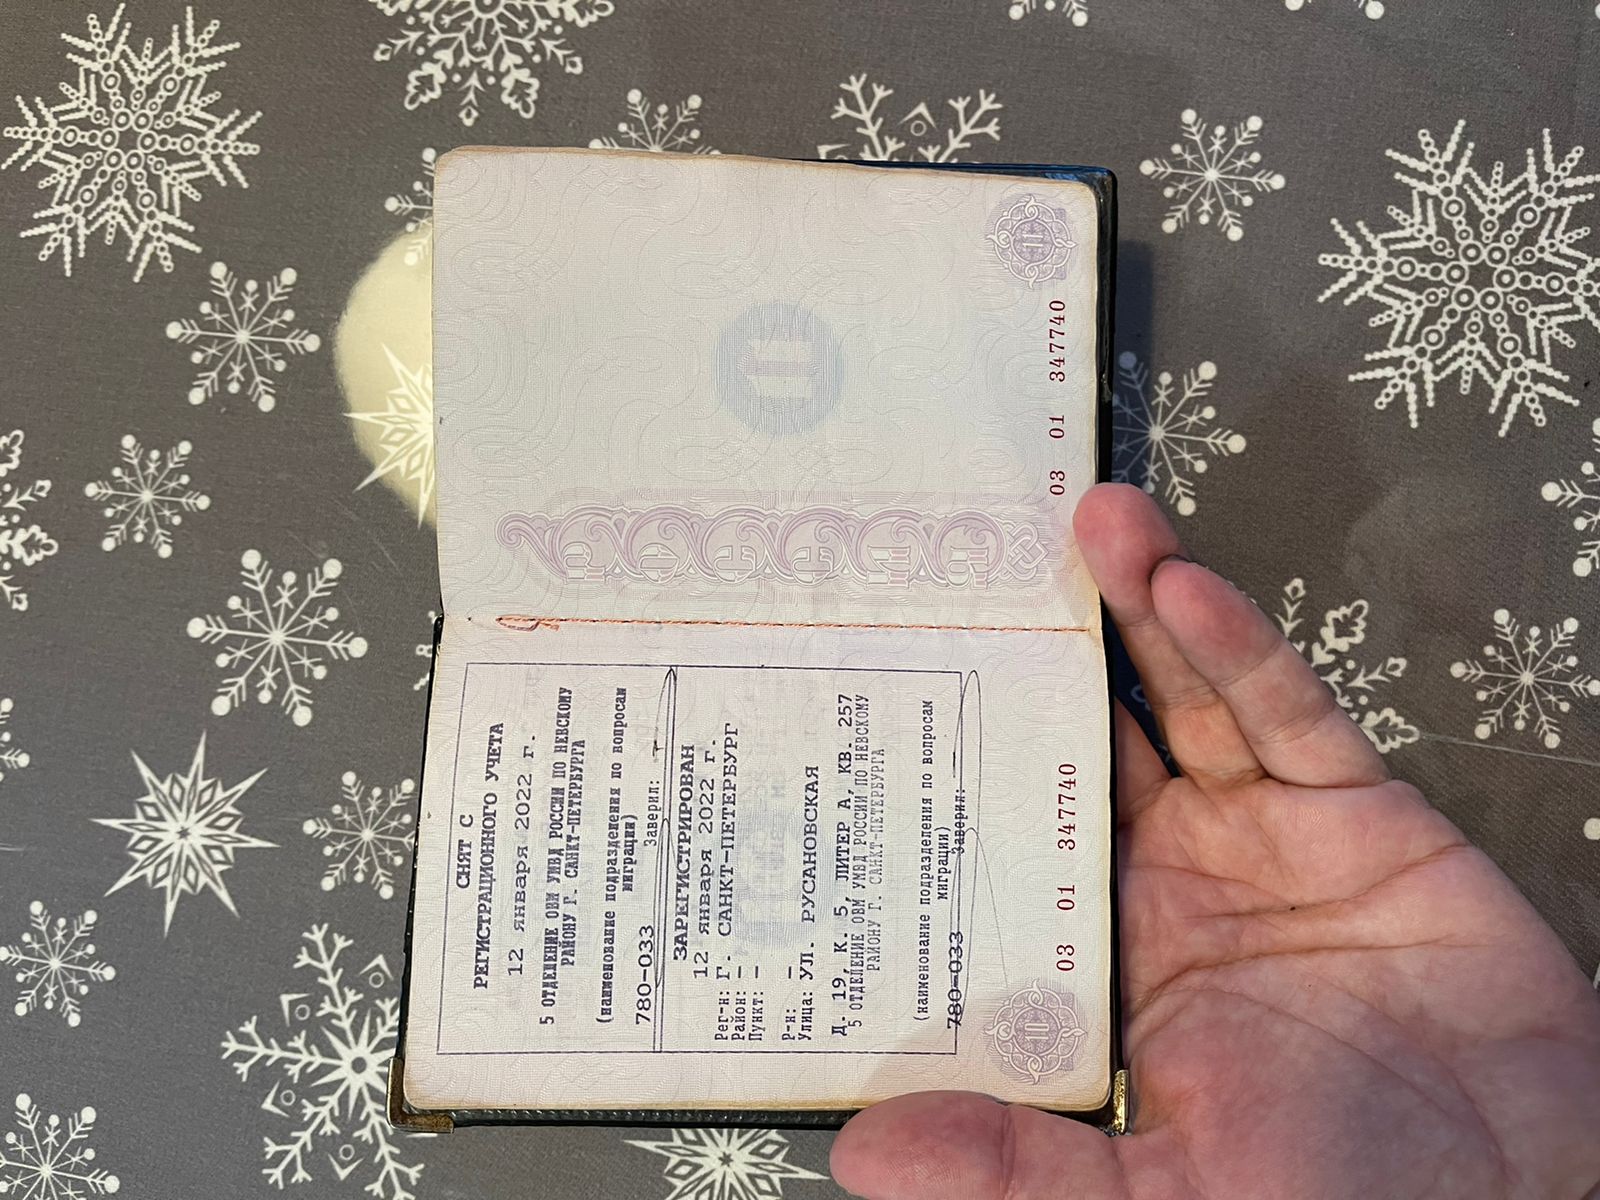 СНЯТ С
РЕГИСТРАЦИОННОГО УЧЕТА
12 января 2022 г.
5 ОТДЕЛЕНИЕ ОВМ УМВД РОССИИ ПО НЕВСКОМУ
РАЙОНУ Г. САНКТ-ПЕТЕРБУРГА
(наименование подразделения по вопросам
миграции)
780-033
Заверил:
ЗАРЕГИСТРИРОВАН
12 января 2022 г.
Рег-н: Г. САНКТ-ПЕТЕРБУРГ
Район: –
Пункт: –
Р-н: –
Улица: УЛ. РУСАНОВСКАЯ
Д. 19, К. 5, ЛИТЕР А, КВ. 257
5 ОТДЕЛЕНИЕ ОВМ УМВД РОССИИ ПО НЕВСКОМУ
РАЙОНУ Г. САНКТ-ПЕТЕРБУРГА
(наименование подразделения по вопросам
миграции)
780-033
Заверил:
10
03 01 347740
11
11
03 01 347740